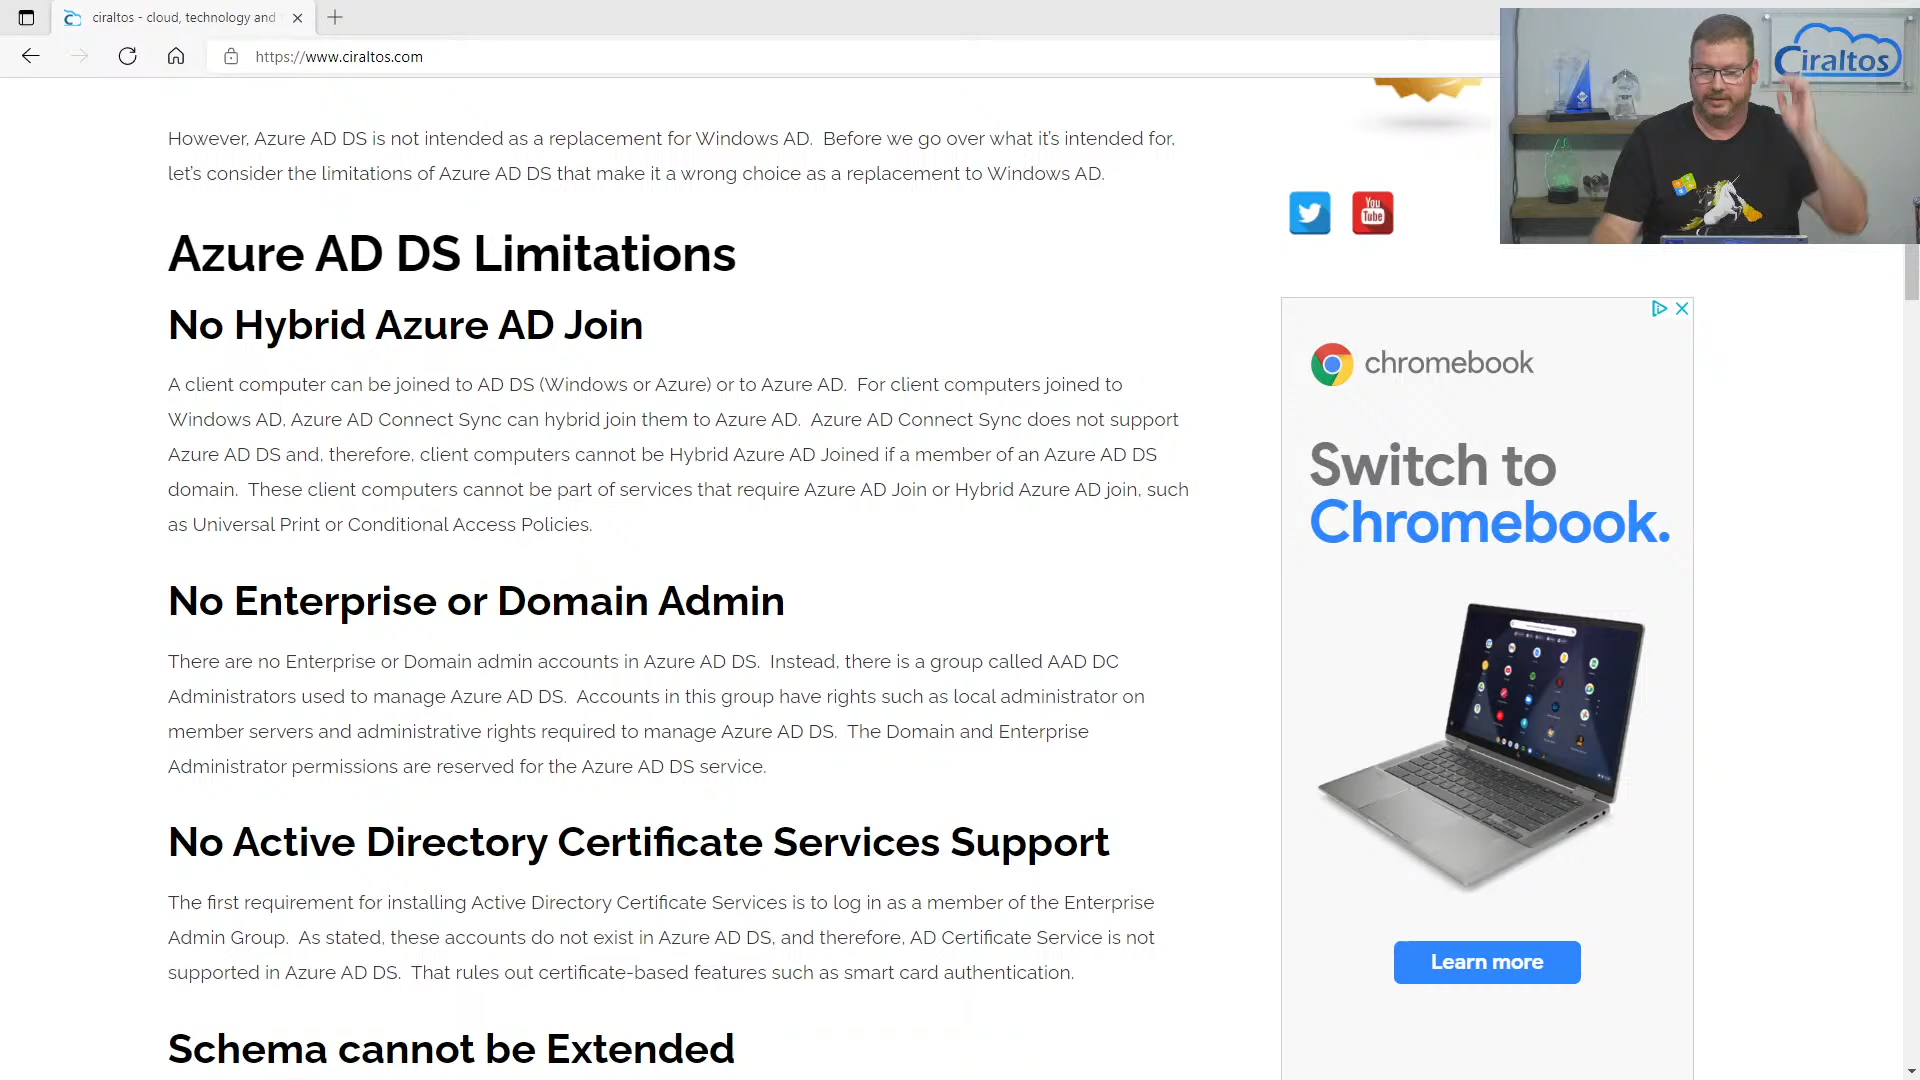 ciraltos - cloud, technology and
https://www.ciraltos.com
Ciraltos
However, Azure AD DS is not intended as a replacement for Windows AD.  Before we go over what it's intended for,
let's consider the limitations of Azure AD DS that make it a wrong choice as a replacement to Windows AD.
You
Tube
Azure AD DS Limitations
No Hybrid Azure AD Join
A client computer can be joined to AD DS (Windows or Azure) or to Azure AD.  For client computers joined to
Windows AD, Azure AD Connect Sync can hybrid join them to Azure AD.  Azure AD Connect Sync does not support
Azure AD DS and, therefore, client computers cannot be Hybrid Azure AD Joined if a member of an Azure AD DS
domain.  These client computers cannot be part of services that require Azure AD Join or Hybrid Azure AD join, such
as Universal Print or Conditional Access Policies.
No Enterprise or Domain Admin
There are no Enterprise or Domain admin accounts in Azure AD DS.  Instead, there is a group called AAD DC
Administrators used to manage Azure AD DS.  Accounts in this group have rights such as local administrator on
member servers and administrative rights required to manage Azure AD DS.  The Domain and Enterprise
Administrator permissions are reserved for the Azure AD DS service.
No Active Directory Certificate Services Support
The first requirement for installing Active Directory Certificate Services is to log in as a member of the Enterprise
Admin Group.  As stated, these accounts do not exist in Azure AD DS, and therefore, AD Certificate Service is not
supported in Azure AD DS.  That rules out certificate-based features such as smart card authentication.
Schema cannot be Extended
chromebook
Switch to
Chromebook.
Learn more